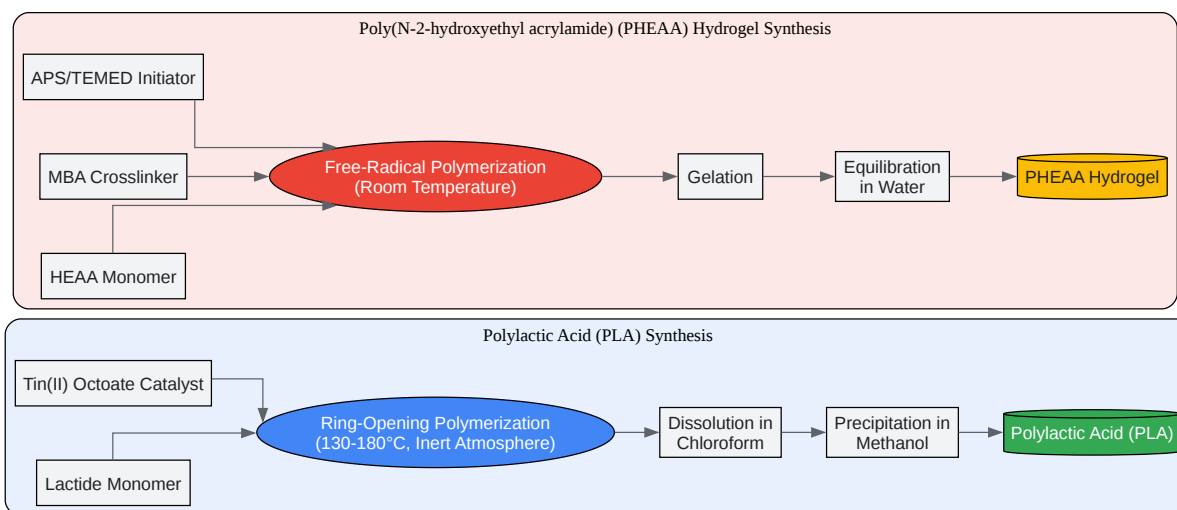 Poly(N-2-hydroxyethyl acrylamide) (PHEAA) Hydrogel Synthesis
APS/TEMED Initiator
MBA Crosslinker
HEAA Monomer
Free-Radical Polymerization
(Room Temperature)
Gelation
Equilibration
in Water
PHEAA Hydrogel
Polylactic Acid (PLA) Synthesis
Tin(II) Octoate Catalyst
Lactide Monomer
Ring-Opening Polymerization
(130-180°C, Inert Atmosphere)
Dissolution in
Chloroform
Precipitation in
Methanol
Polylactic Acid (PLA)